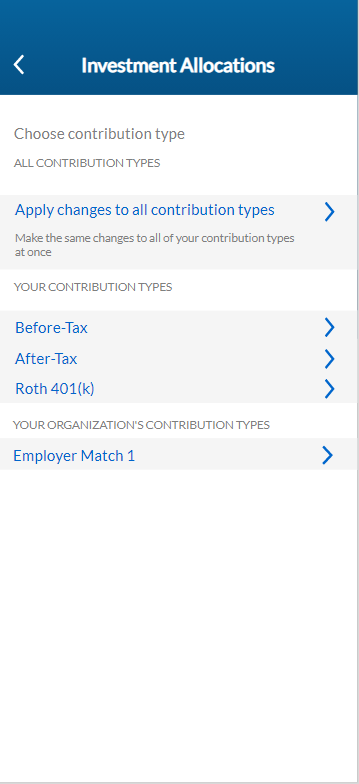 Investment Allocations
Choose contribution type
ALL CONTRIBUTION TYPES
Apply changes to all contribution types
Make the same changes to all of your contribution types
at once
YOUR CONTRIBUTION TYPES
Before-Tax
After-Tax
Roth 401(k)
YOUR ORGANIZATION'S CONTRIBUTION TYPES
Employer Match 1